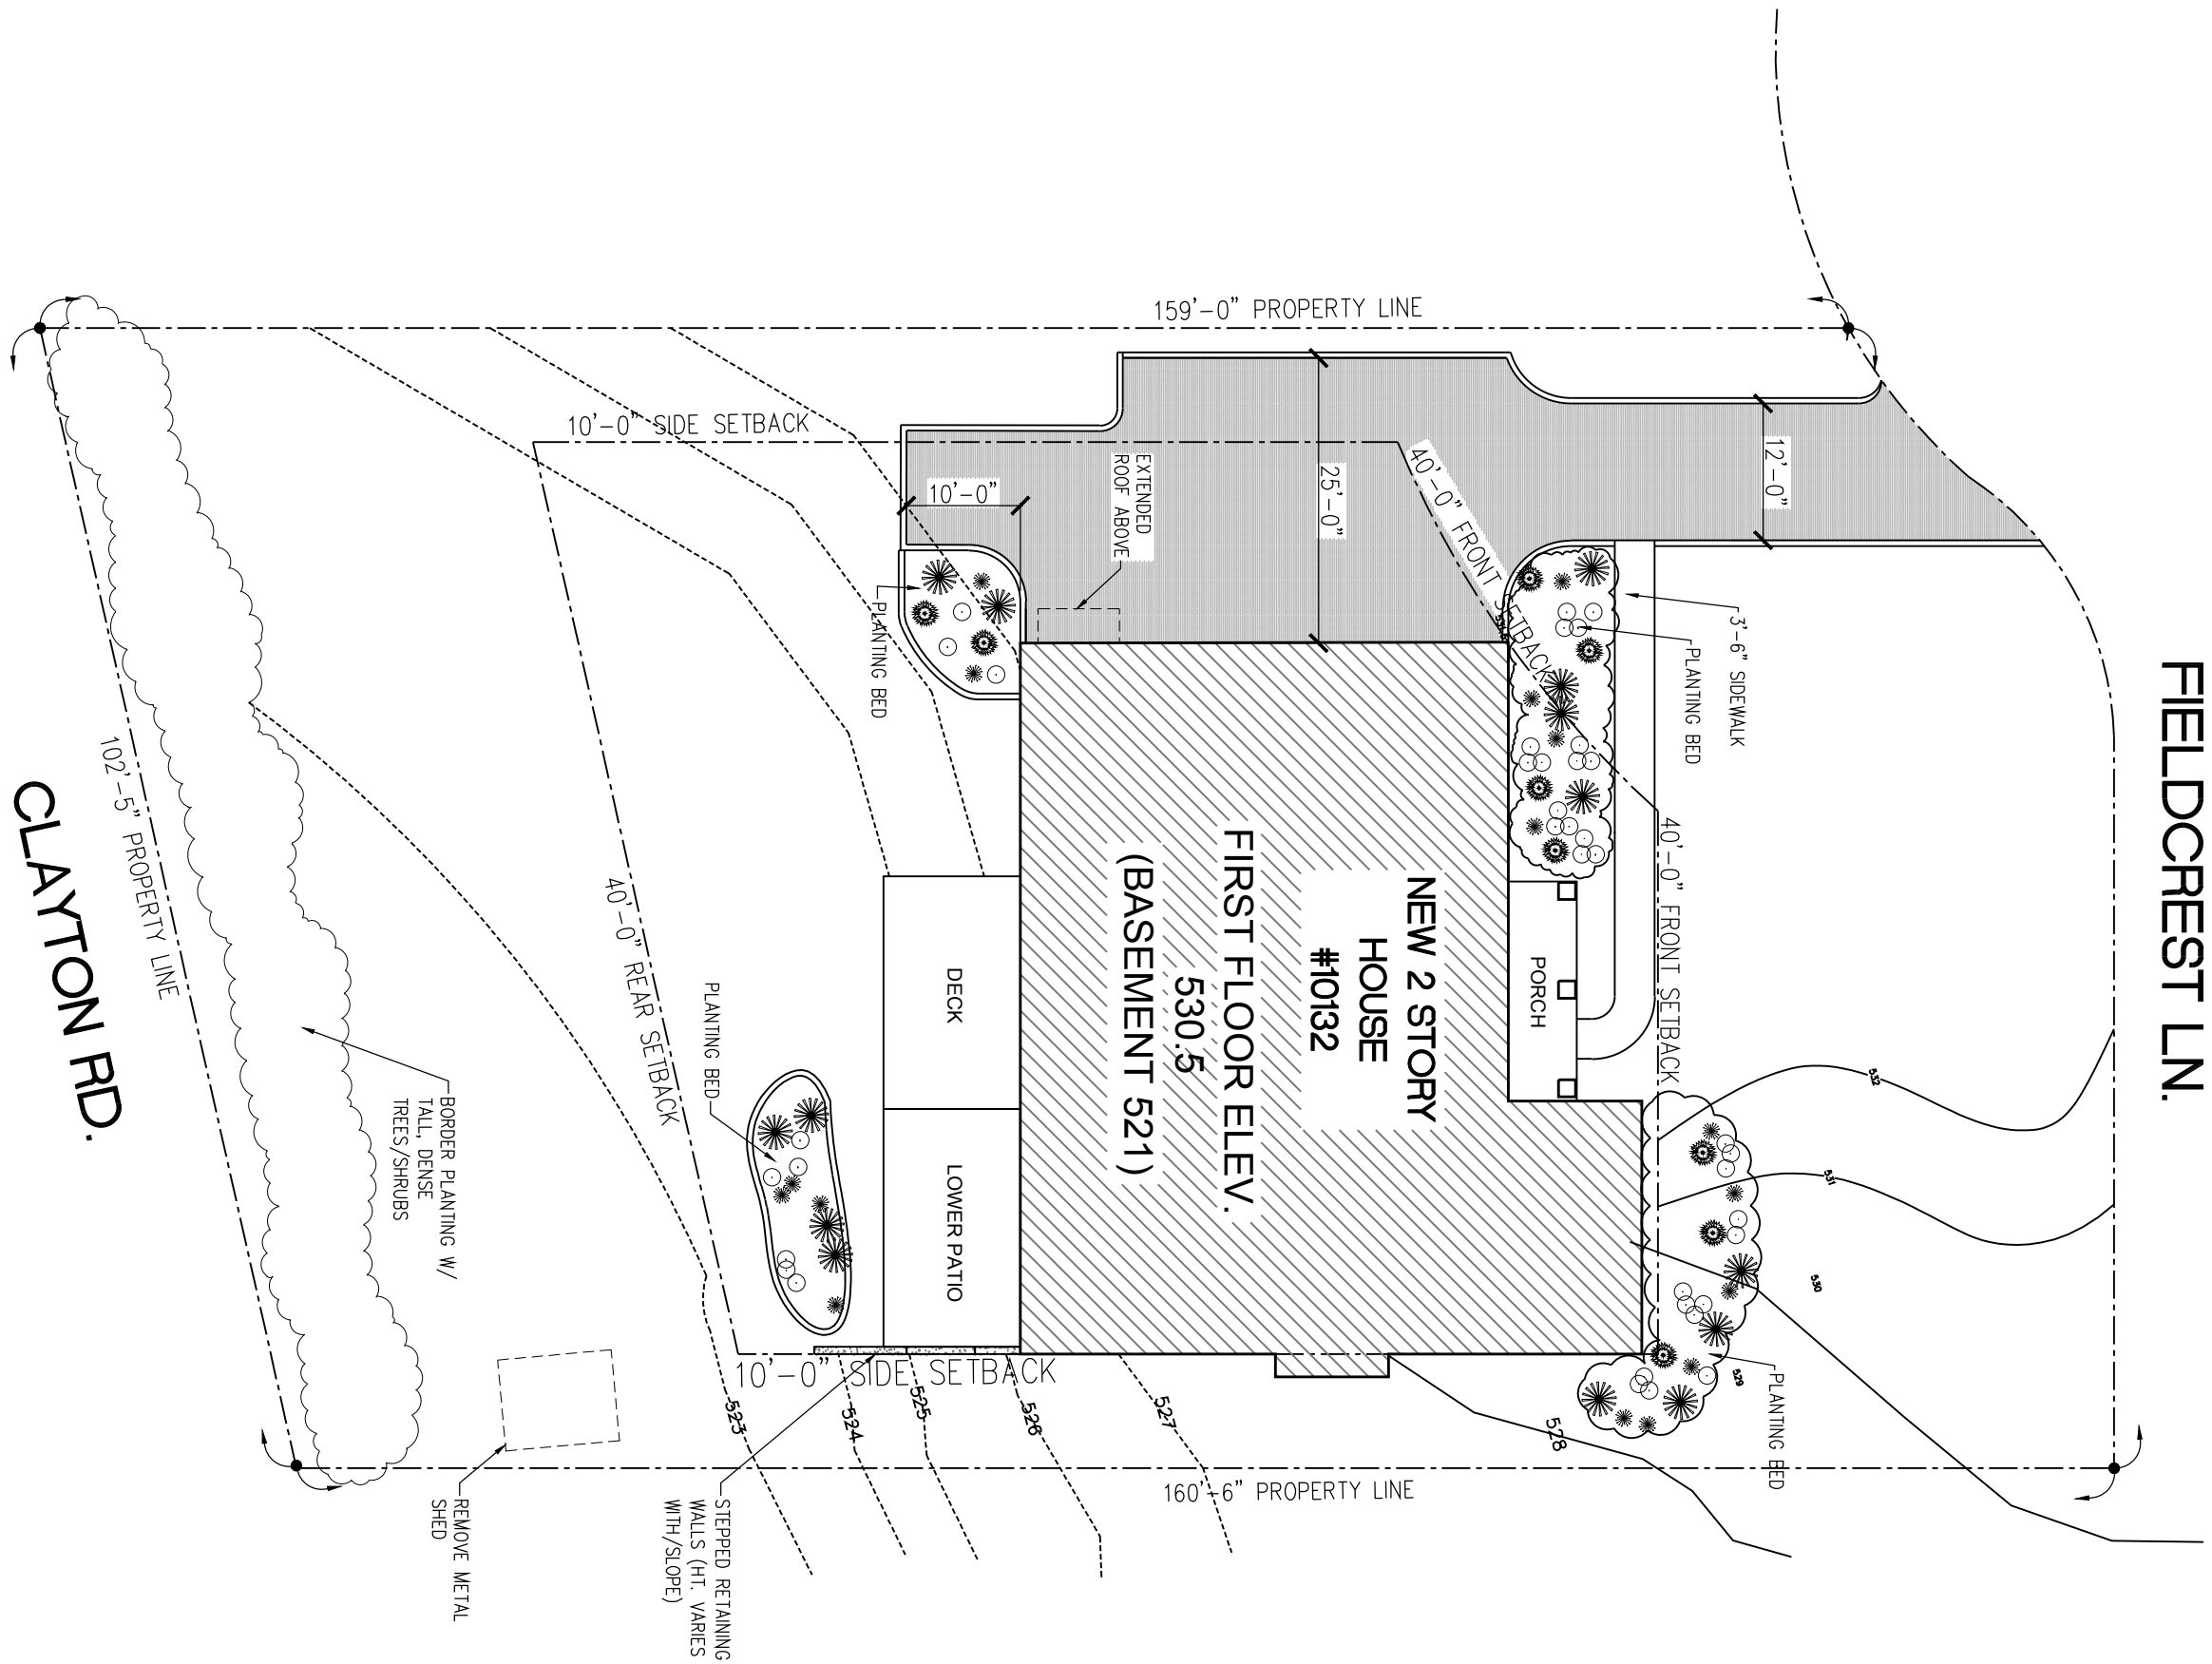 FIELDCREST LN.
159'-0" PROPERTY LINE
10'-0" SIDE SETBACK
10'-0"
EXTENDED
ROOF ABOVE
25'-0"
40'-0" FRONT SETBACK
12'-0"
3'-6" SIDEWALK
PLANTING BED
PLANTING BED
40'-0" FRONT SETBACK
NEW 2 STORY
HOUSE
#10132
FIRST FLOOR ELEV.
530.5
(BASEMENT 521)
PORCH
DECK
LOWER PATIO
PLANTING BED
40'-0" REAR SETBACK
102'-5" PROPERTY LINE
CLAYTON RD.
BORDER PLANTING W/
TALL, DENSE
TREES/SHRUBS
532
531
530
529
528
527
526
525
524
523
PLANTING BED
10'-0" SIDE SETBACK
160'-6" PROPERTY LINE
STEPPED RETAINING
WALLS (HT. VARIES
WITH/SLOPE)
REMOVE METAL
SHED